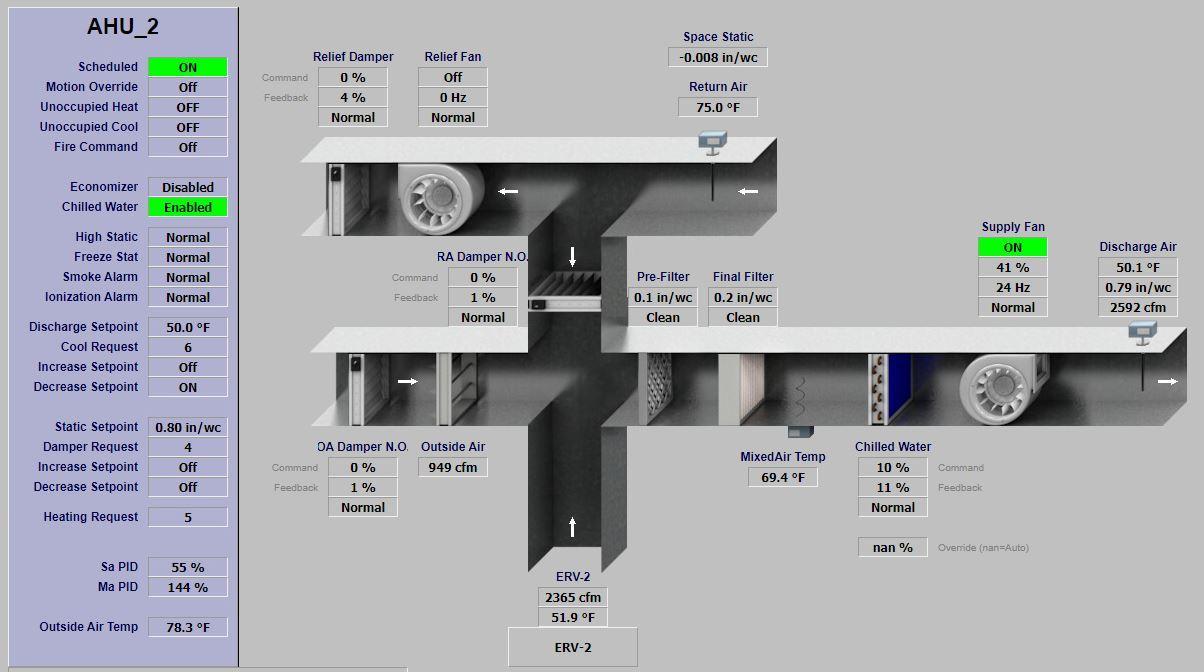 AHU_2
Scheduled ON
Motion Override Off
Unoccupied Heat OFF
Unoccupied Cool OFF
Fire Command Off
Economizer Disabled
Chilled Water Enabled
High Static Normal
Freeze Stat Normal
Smoke Alarm Normal
Ionization Alarm Normal
Discharge Setpoint 50.0 °F
Cool Request 6
Increase Setpoint Off
Decrease Setpoint ON
Static Setpoint 0.80 in/wc
Damper Request 4
Increase Setpoint Off
Decrease Setpoint Off
Heating Request 5
Sa PID 55 %
Ma PID 144 %
Outside Air Temp 78.3 °F
Relief Damper
Command 0 %
Feedback 4 %
Normal
Relief Fan
Off
0 Hz
Normal
Space Static
-0.008 in/wc
Return Air
75.0 °F
RA Damper N.O.
Command 0 %
Feedback 1 %
Normal
Pre-Filter
0.1 in/wc
Clean
Final Filter
0.2 in/wc
Clean
Supply Fan
ON
41 %
24 Hz
Normal
Discharge Air
50.1 °F
0.79 in/wc
2592 cfm
OA Damper N.O.
Command 0 %
Feedback 1 %
Normal
Outside Air
949 cfm
MixedAir Temp
69.4 °F
Chilled Water
10 % Command
11 % Feedback
Normal
nan % Override (nan=Auto)
ERV-2
2365 cfm
51.9 °F
ERV-2